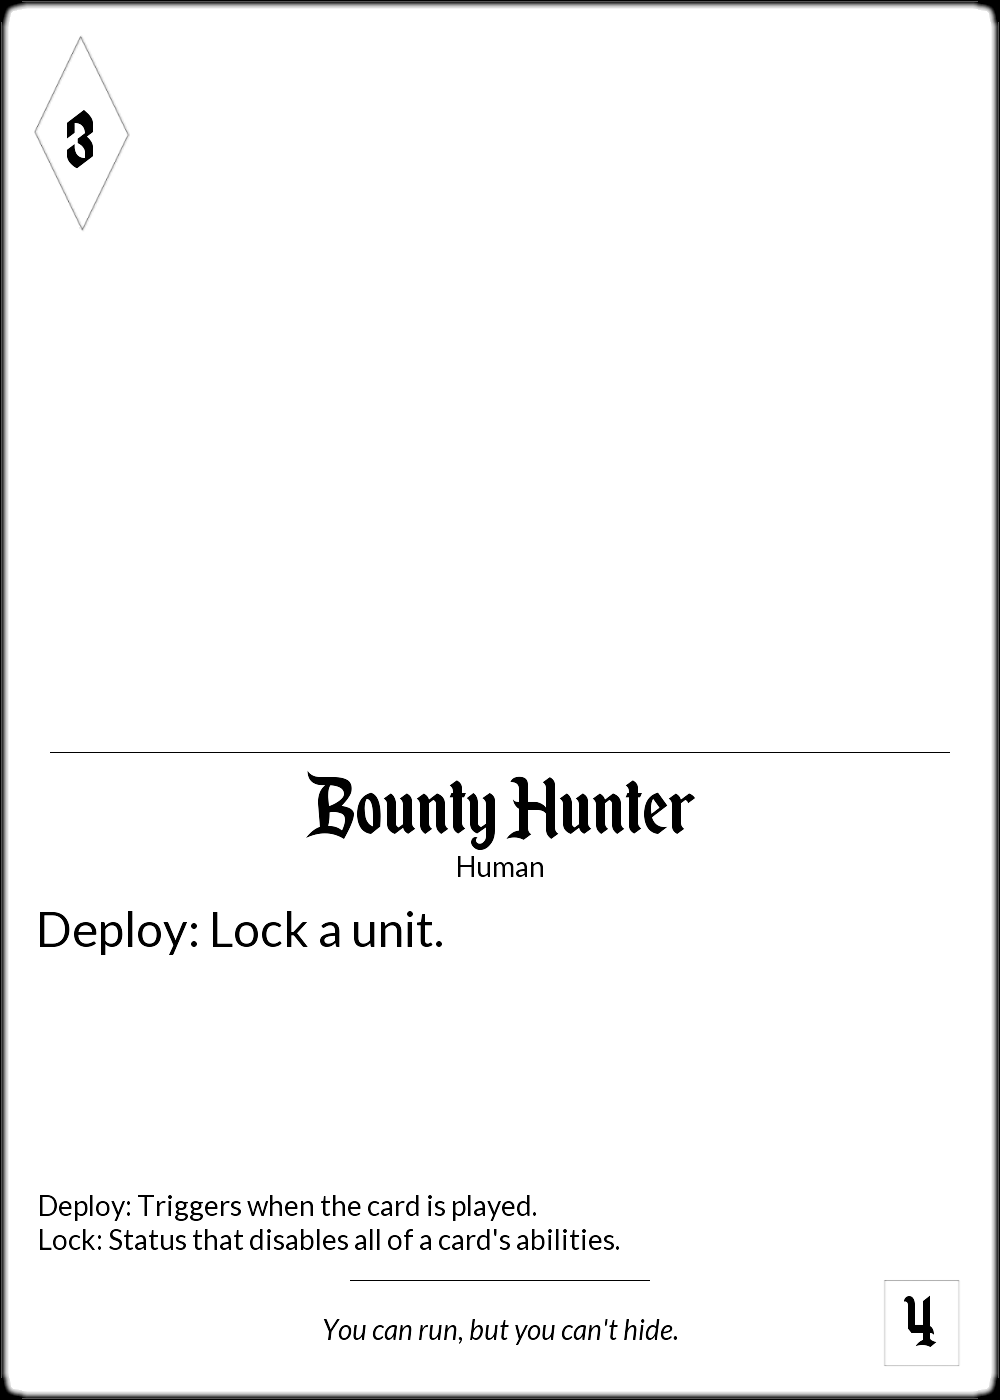 3
Bounty Hunter
Human
Deploy: Lock a unit.
Deploy: Triggers when the card is played.
Lock: Status that disables all of a card's abilities.
You can run, but you can't hide.
4